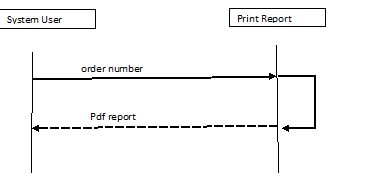 System User
Print Report
order number
Pdf report